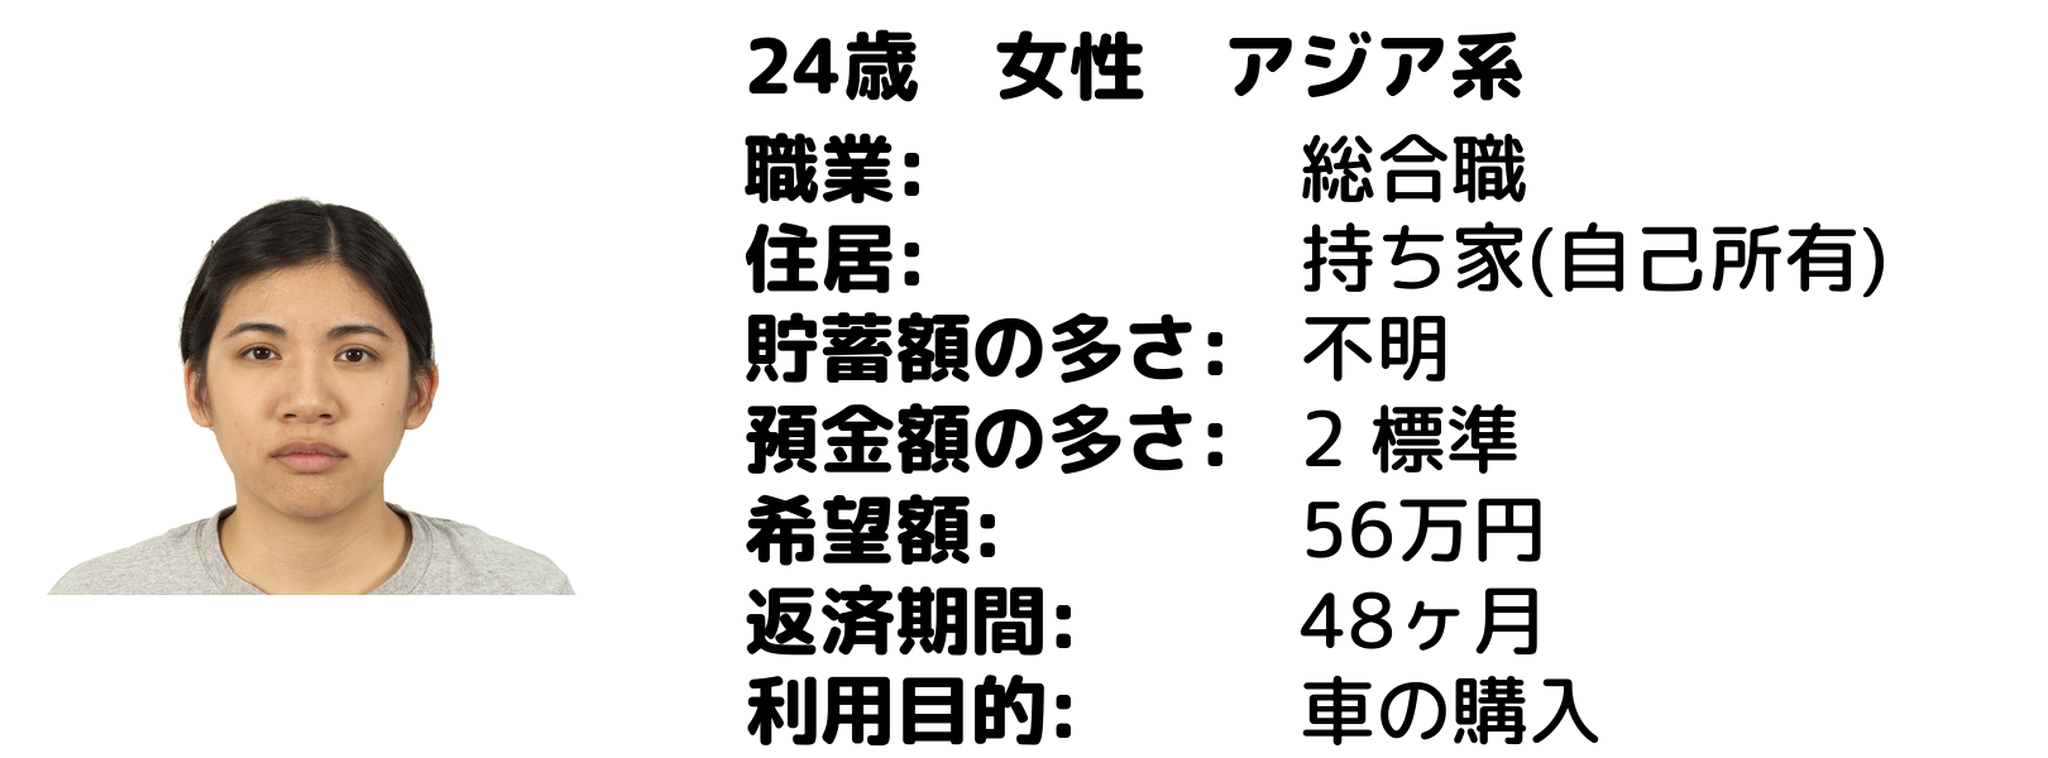 24歳　女性　アジア系
職業: 総合職
住居: 持ち家(自己所有)
貯蓄額の多さ: 不明
預金額の多さ: 2 標準
希望額: 56万円
返済期間: 48ヶ月
利用目的: 車の購入